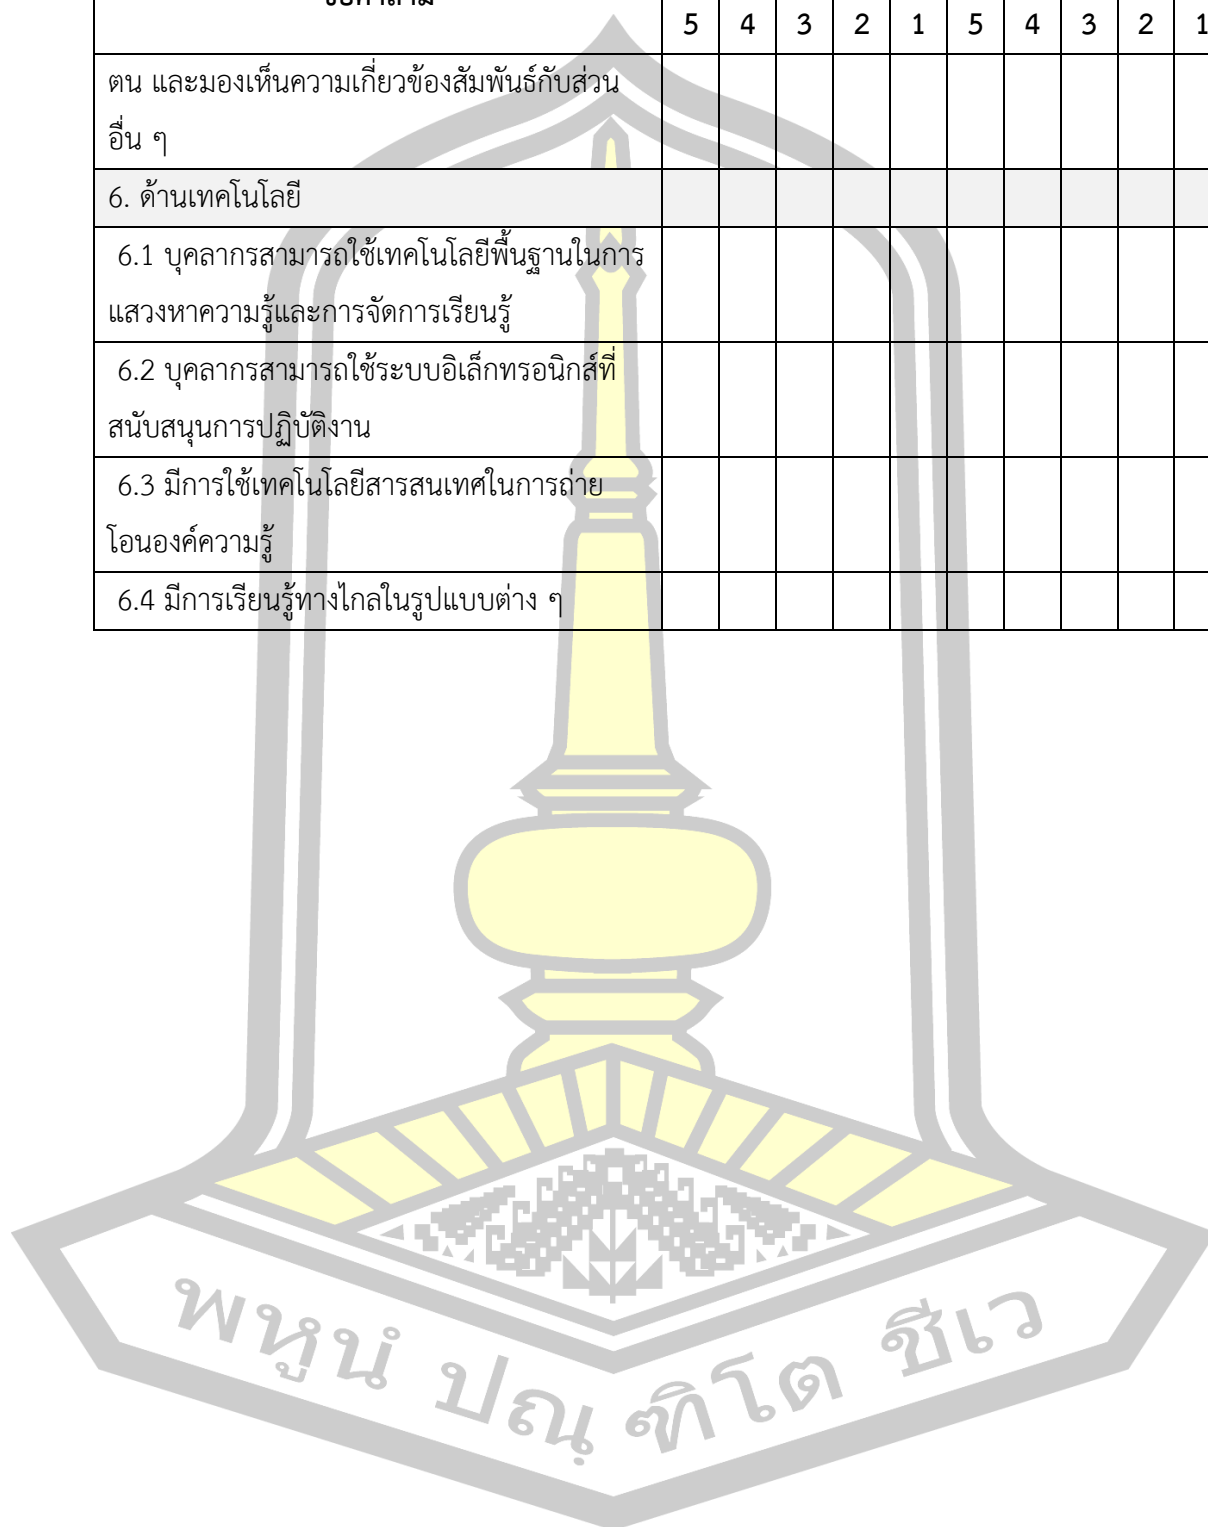 5 4 3 2 1 5 4 3 2 1
ตน และมองเห็นความเกี่ยวข้องสัมพันธ์กับส่วน
อื่น ๆ
6. ด้านเทคโนโลยี
6.1 บุคลากรสามารถใช้เทคโนโลยีพื้นฐานในการ
แสวงหาความรู้และการจัดการเรียนรู้
6.2 บุคลากรสามารถใช้ระบบอิเล็กทรอนิกส์ที่
สนับสนุนการปฏิบัติงาน
6.3 มีการใช้เทคโนโลยีสารสนเทศในการถ่าย
โอนองค์ความรู้
6.4 มีการเรียนรู้ทางไกลในรูปแบบต่าง ๆ
พหูนํ ปณฺ ฑิโต ชีเว